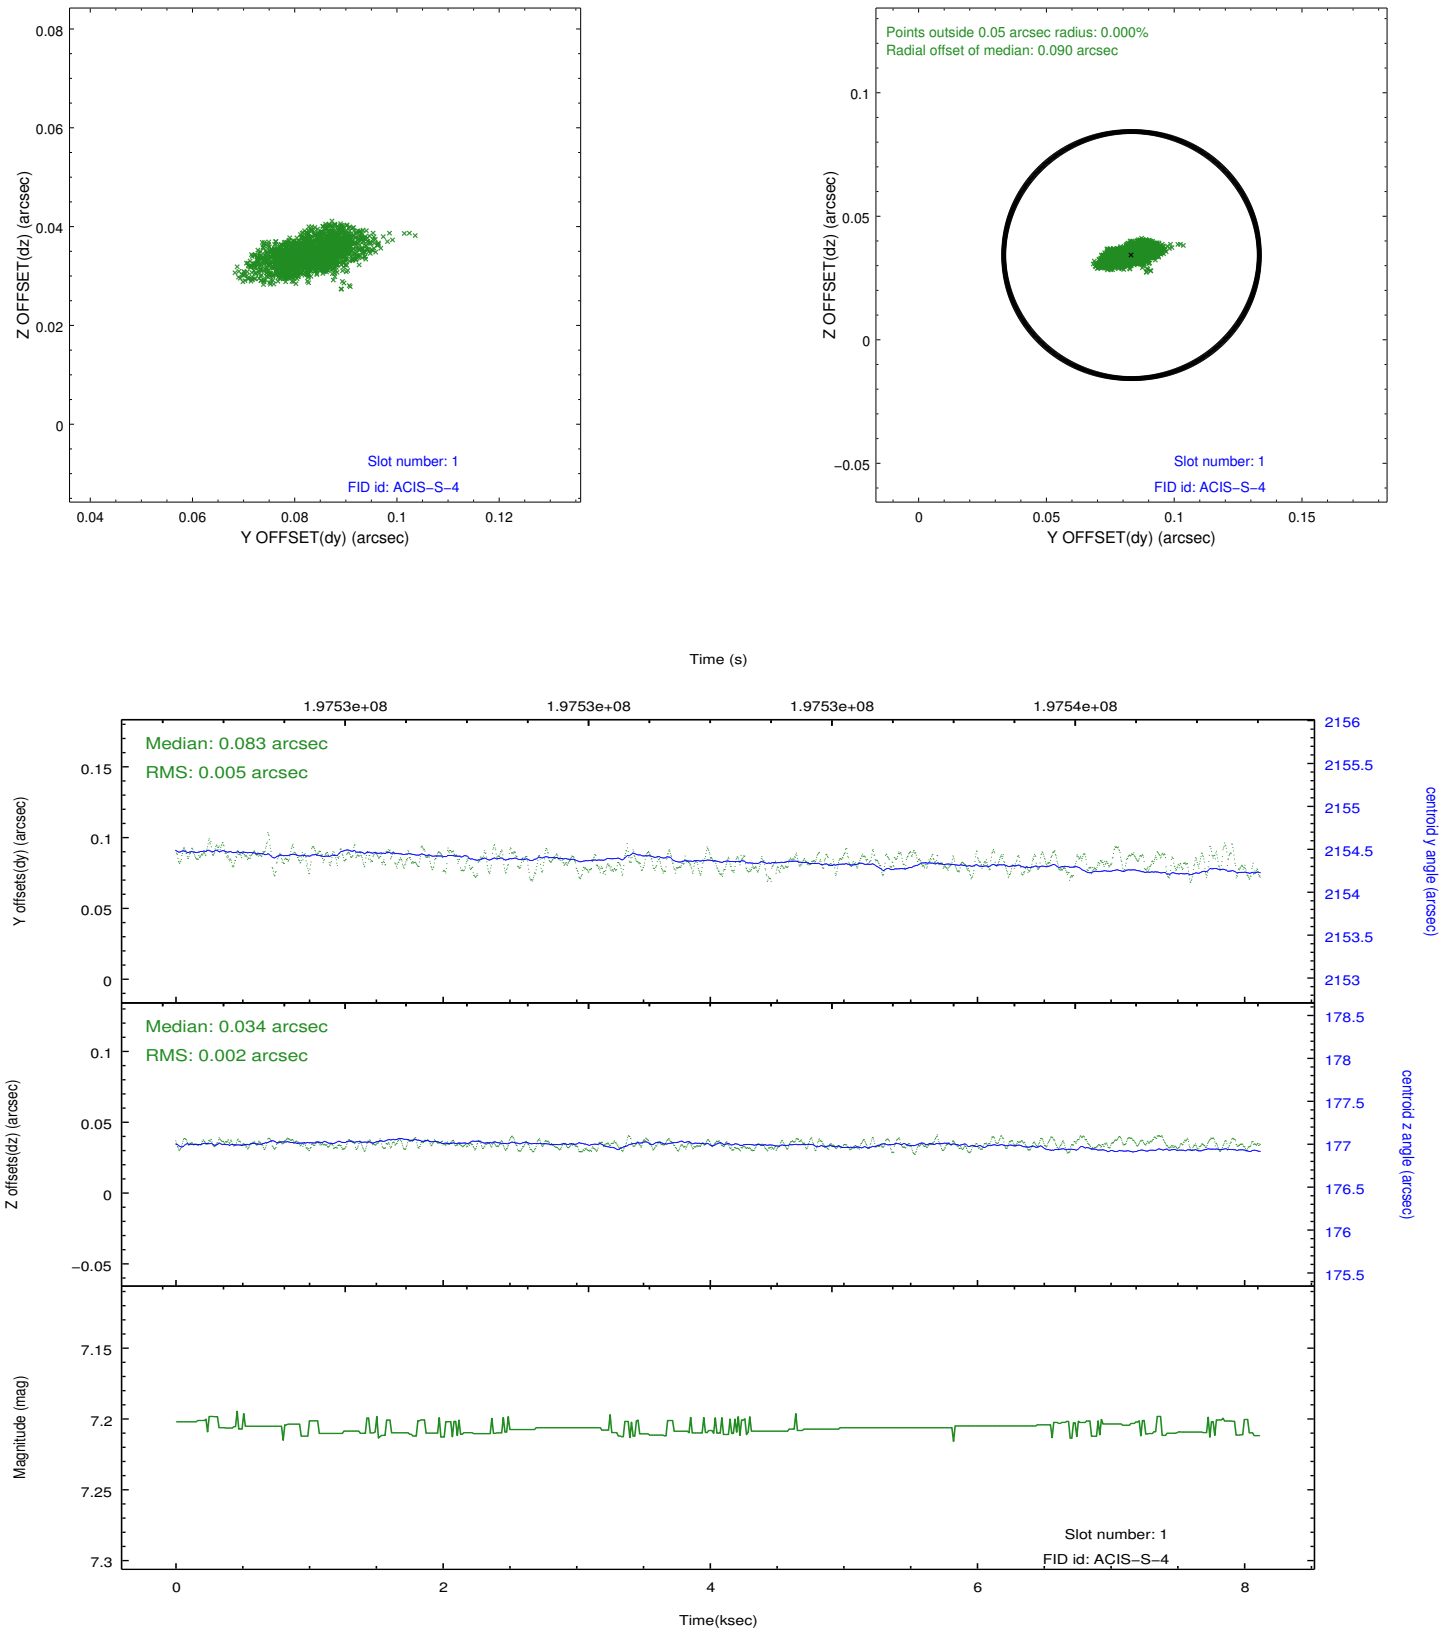 0.08
0.06
0.04
0.02
0
Z OFFSET(dz) (arcsec)
Slot number: 1
FID id: ACIS−S−4
0.04 0.06 0.08 0.1 0.12
Y OFFSET(dy) (arcsec)
Points outside 0.05 arcsec radius: 0.000%
Radial offset of median: 0.090 arcsec
0.1
0.05
0
−0.05
Z OFFSET(dz) (arcsec)
Slot number: 1
FID id: ACIS−S−4
0 0.05 0.1 0.15
Y OFFSET(dy) (arcsec)
Time (s)
1.9753e+08 1.9753e+08 1.9753e+08 1.9754e+08
Median: 0.083 arcsec
RMS: 0.005 arcsec
0.15
0.1
0.05
0
Y offsets(dy) (arcsec)
2156
2155.5
2155
2154.5
2154
2153.5
2153
centroid y angle (arcsec)
Median: 0.034 arcsec
RMS: 0.002 arcsec
0.1
0.05
0
−0.05
Z offsets(dz) (arcsec)
178.5
178
177.5
177
176.5
176
175.5
centroid z angle (arcsec)
7.15
7.2
7.25
7.3
Magnitude (mag)
Slot number: 1
FID id: ACIS−S−4
0 2 4 6 8
Time(ksec)